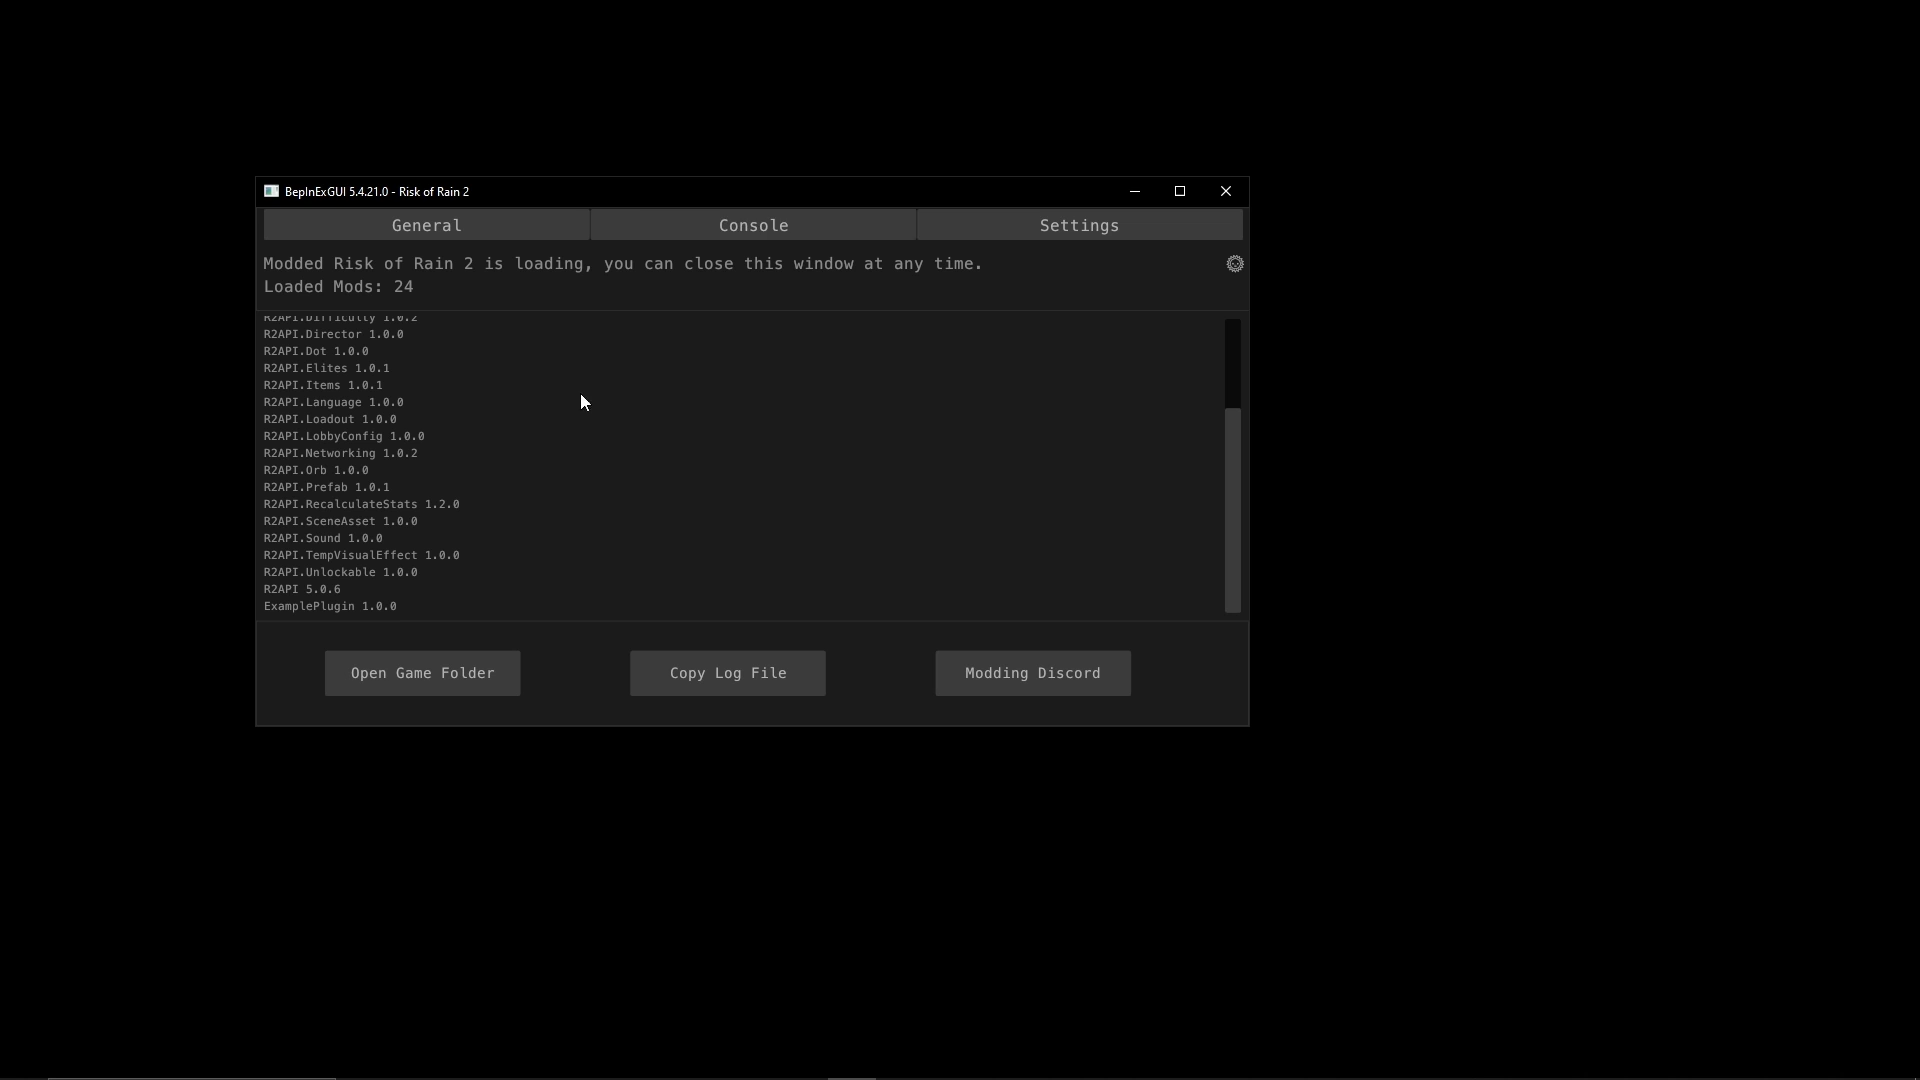 BepInExGUI 5.4.21.0 - Risk of Rain 2
General
Console
Settings
Modded Risk of Rain 2 is loading, you can close this window at any time.
Loaded Mods: 24
R2API.Difficulty 1.0.2
R2API.Director 1.0.0
R2API.Dot 1.0.0
R2API.Elites 1.0.1
R2API.Items 1.0.1
R2API.Language 1.0.0
R2API.Loadout 1.0.0
R2API.LobbyConfig 1.0.0
R2API.Networking 1.0.2
R2API.Orb 1.0.0
R2API.Prefab 1.0.1
R2API.RecalculateStats 1.2.0
R2API.SceneAsset 1.0.0
R2API.Sound 1.0.0
R2API.TempVisualEffect 1.0.0
R2API.Unlockable 1.0.0
R2API 5.0.6
ExamplePlugin 1.0.0
Open Game Folder
Copy Log File
Modding Discord